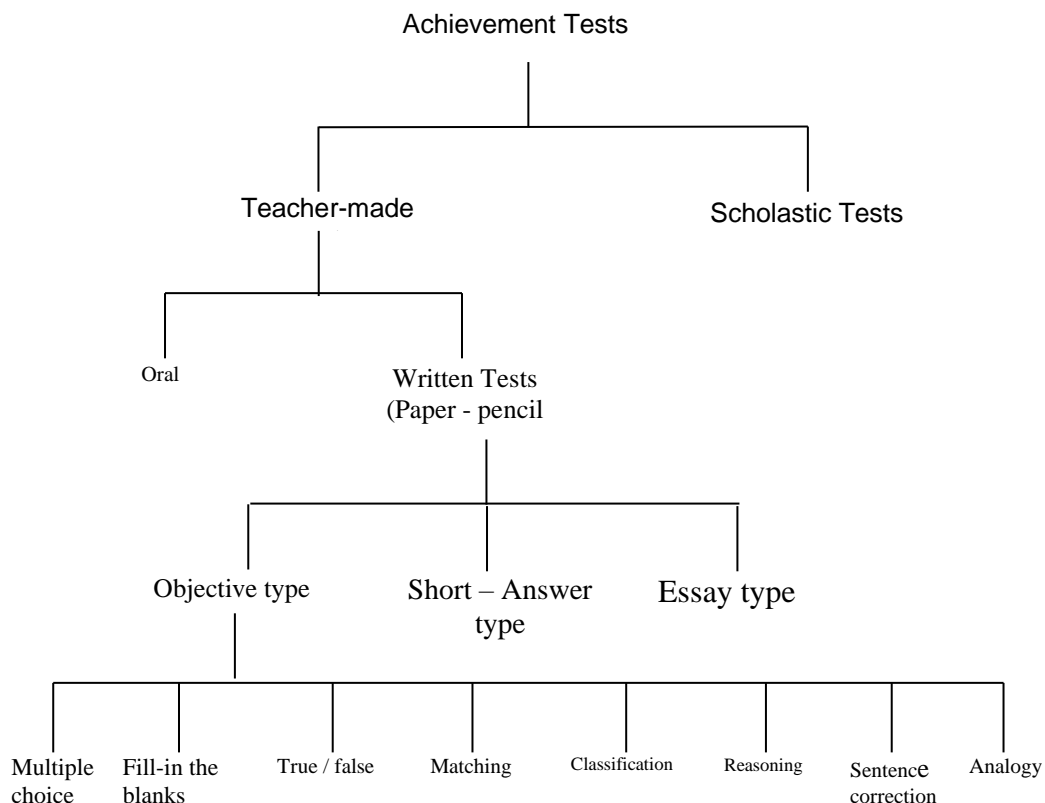 Achievement Tests
Teacher-made
Scholastic Tests
Oral
Written Tests
(Paper - pencil
Objective type
Short – Answer
type
Essay type
Multiple
choice
Fill-in the
blanks
True / false
Matching
Classification
Reasoning
Sentence
correction
Analogy